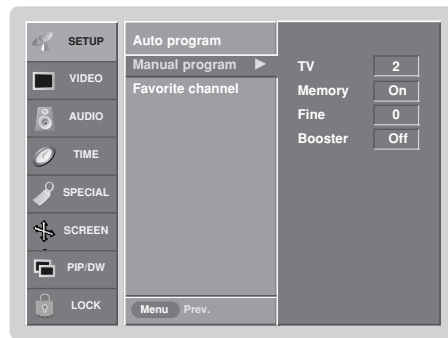 SETUP
VIDEO
AUDIO
TIME
SPECIAL
SCREEN
PIP/DW
LOCK
Auto program
Manual program
Favorite channel
Menu Prev.
TV 2
Memory On
Fine 0
Booster Off